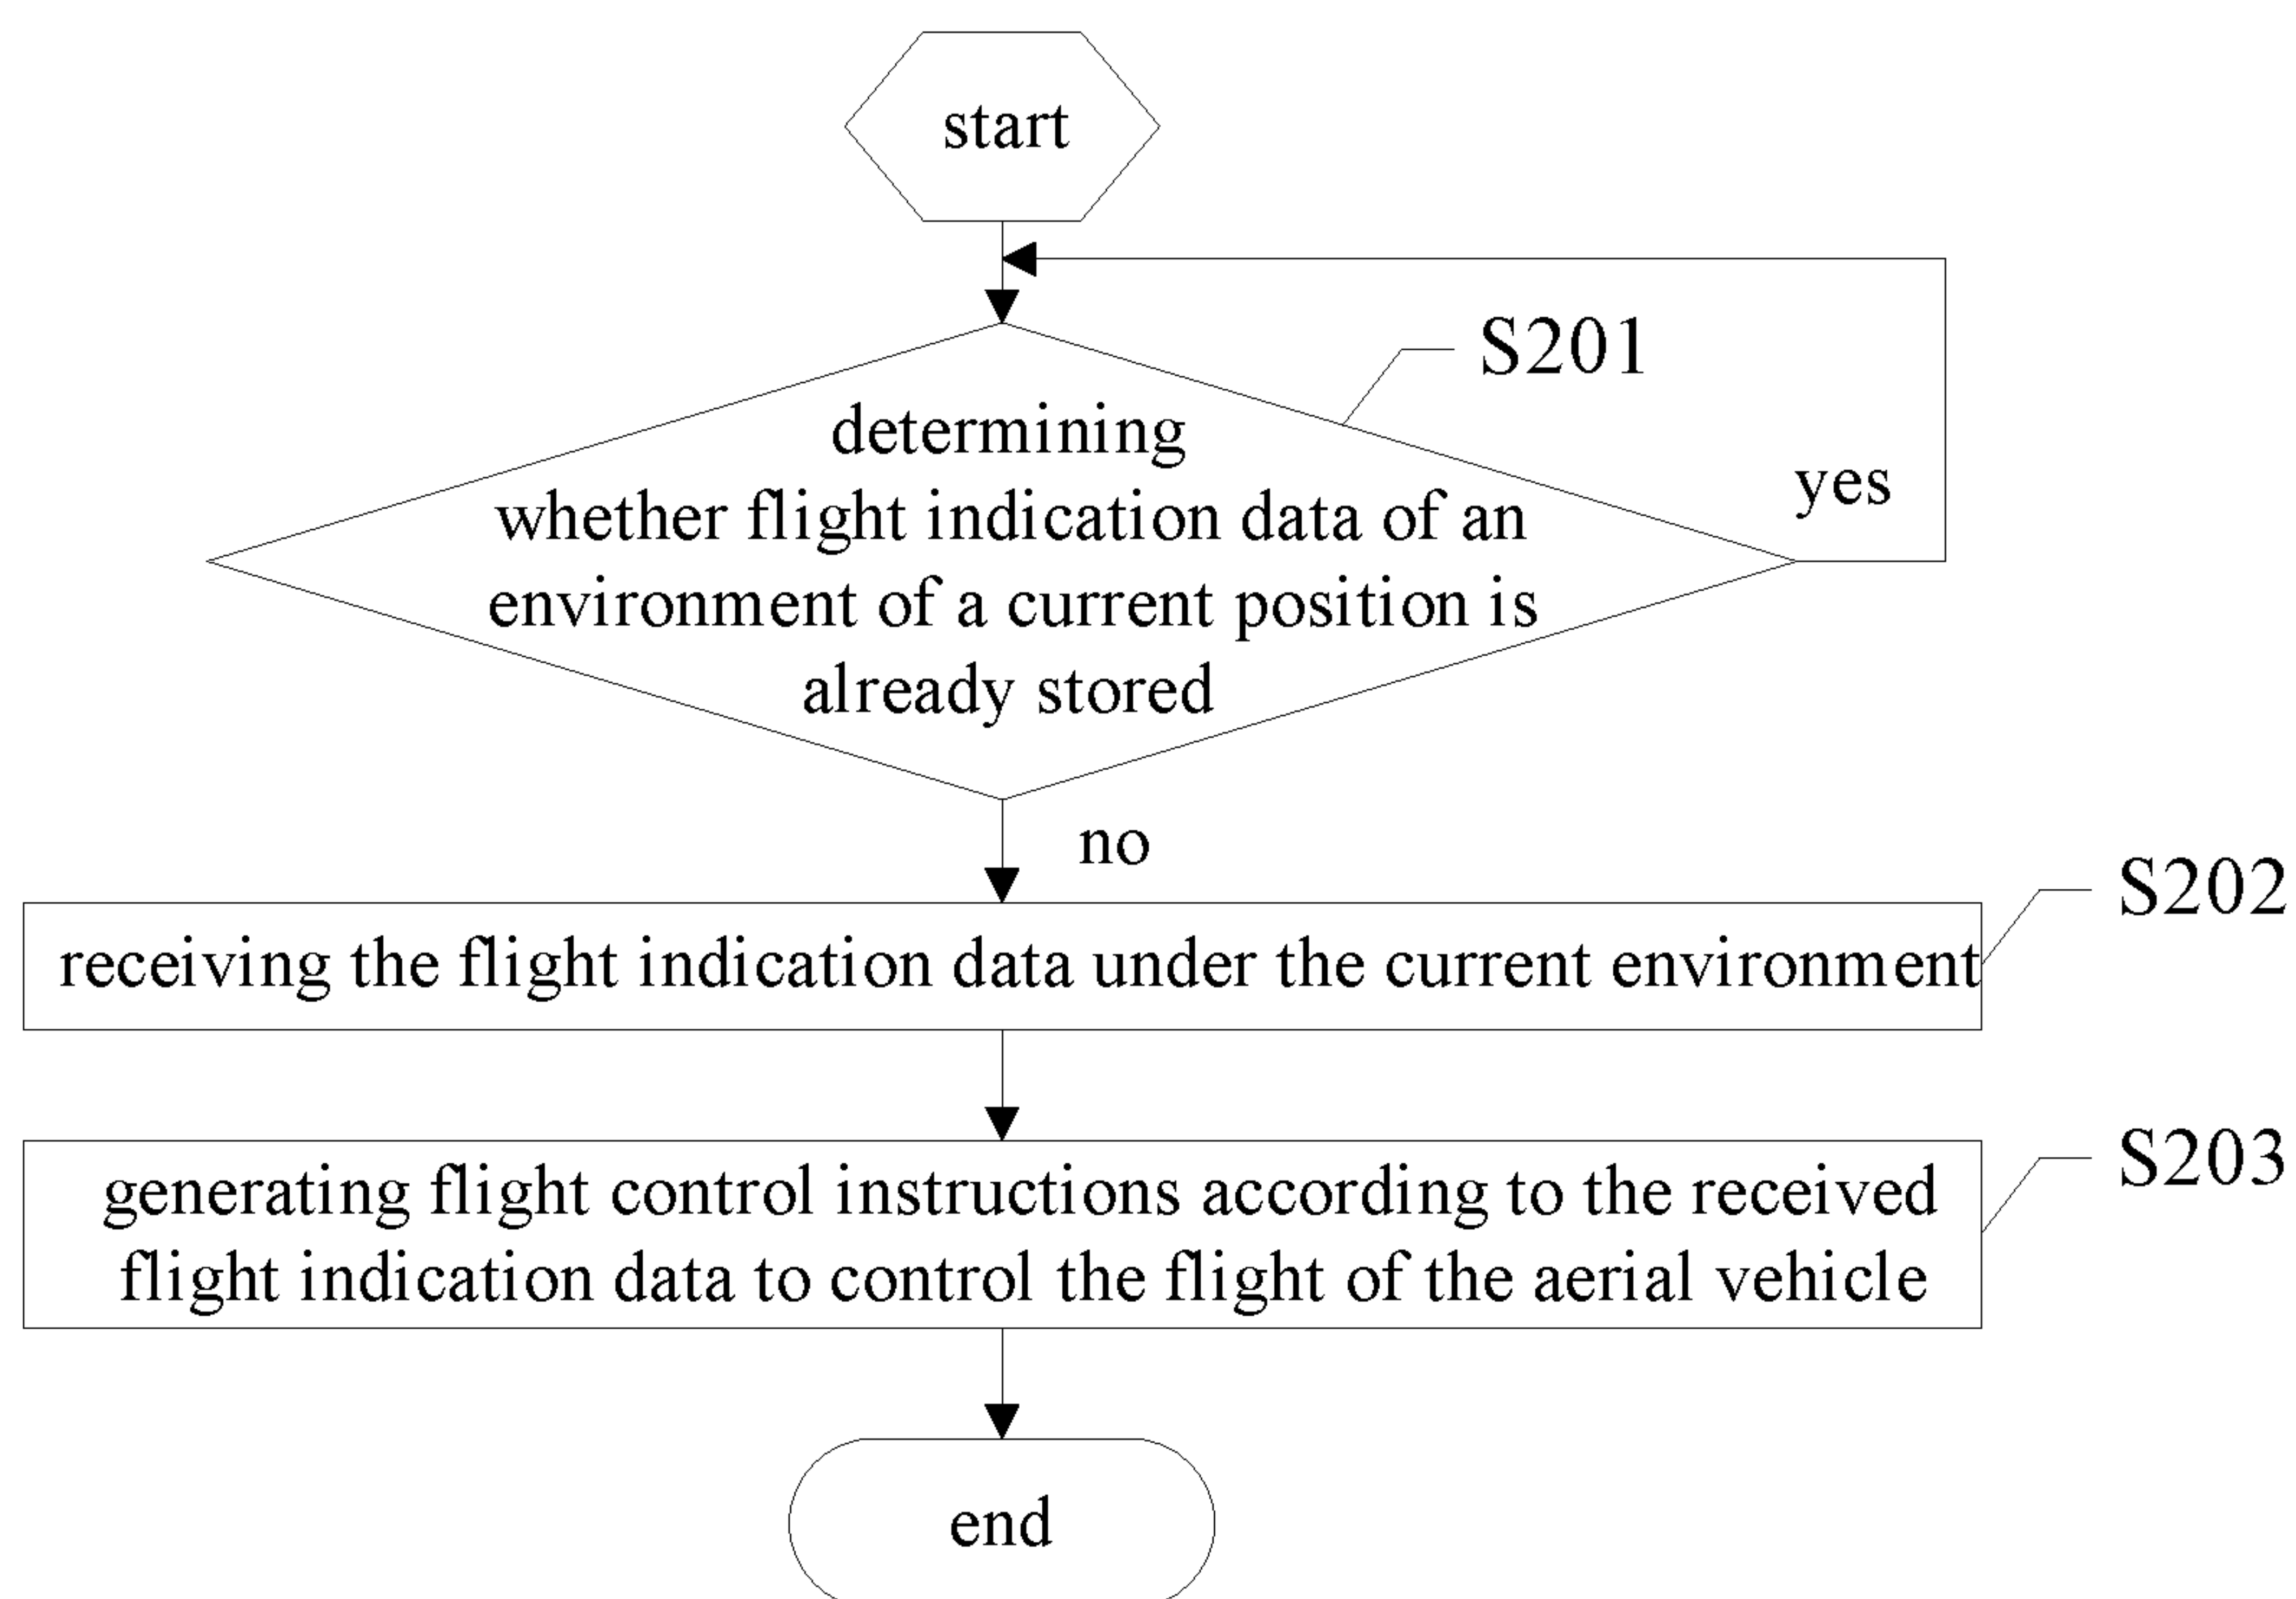 start
S201
determining
whether flight indication data of an
environment of a current position is
already stored
yes
no
S202
receiving the flight indication data under the current environment
S203
generating flight control instructions according to the received
flight indication data to control the flight of the aerial vehicle
end